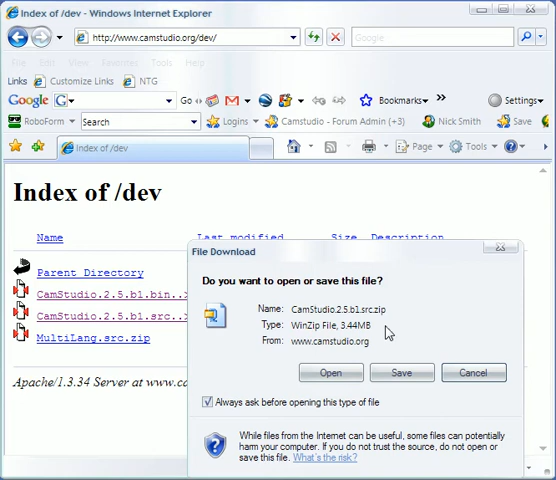 Index of /dev - Windows Internet Explorer
http://www.camstudio.org/dev/
Google
File Edit View Favorites Tools Help
Links Customize Links NTG
Google G Go Bookmarks Settings
RoboForm Search Logins Camstudio - Forum Admin (+3) Nick Smith Save
Index of /dev Page Tools
Index of /dev
Name Last modified Size Description
Parent Directory
CamStudio.2.5.b1.bin..>
CamStudio.2.5.b1.src..>
MultiLang.src.zip
Apache/1.3.34 Server at www.ca
File Download
Do you want to open or save this file?
Name: CamStudio.2.5.b1.src.zip
Type: WinZip File, 3.44MB
From: www.camstudio.org
Open Save Cancel
Always ask before opening this type of file
While files from the Internet can be useful, some files can potentially
harm your computer. If you do not trust the source, do not open or
save this file. What's the risk?